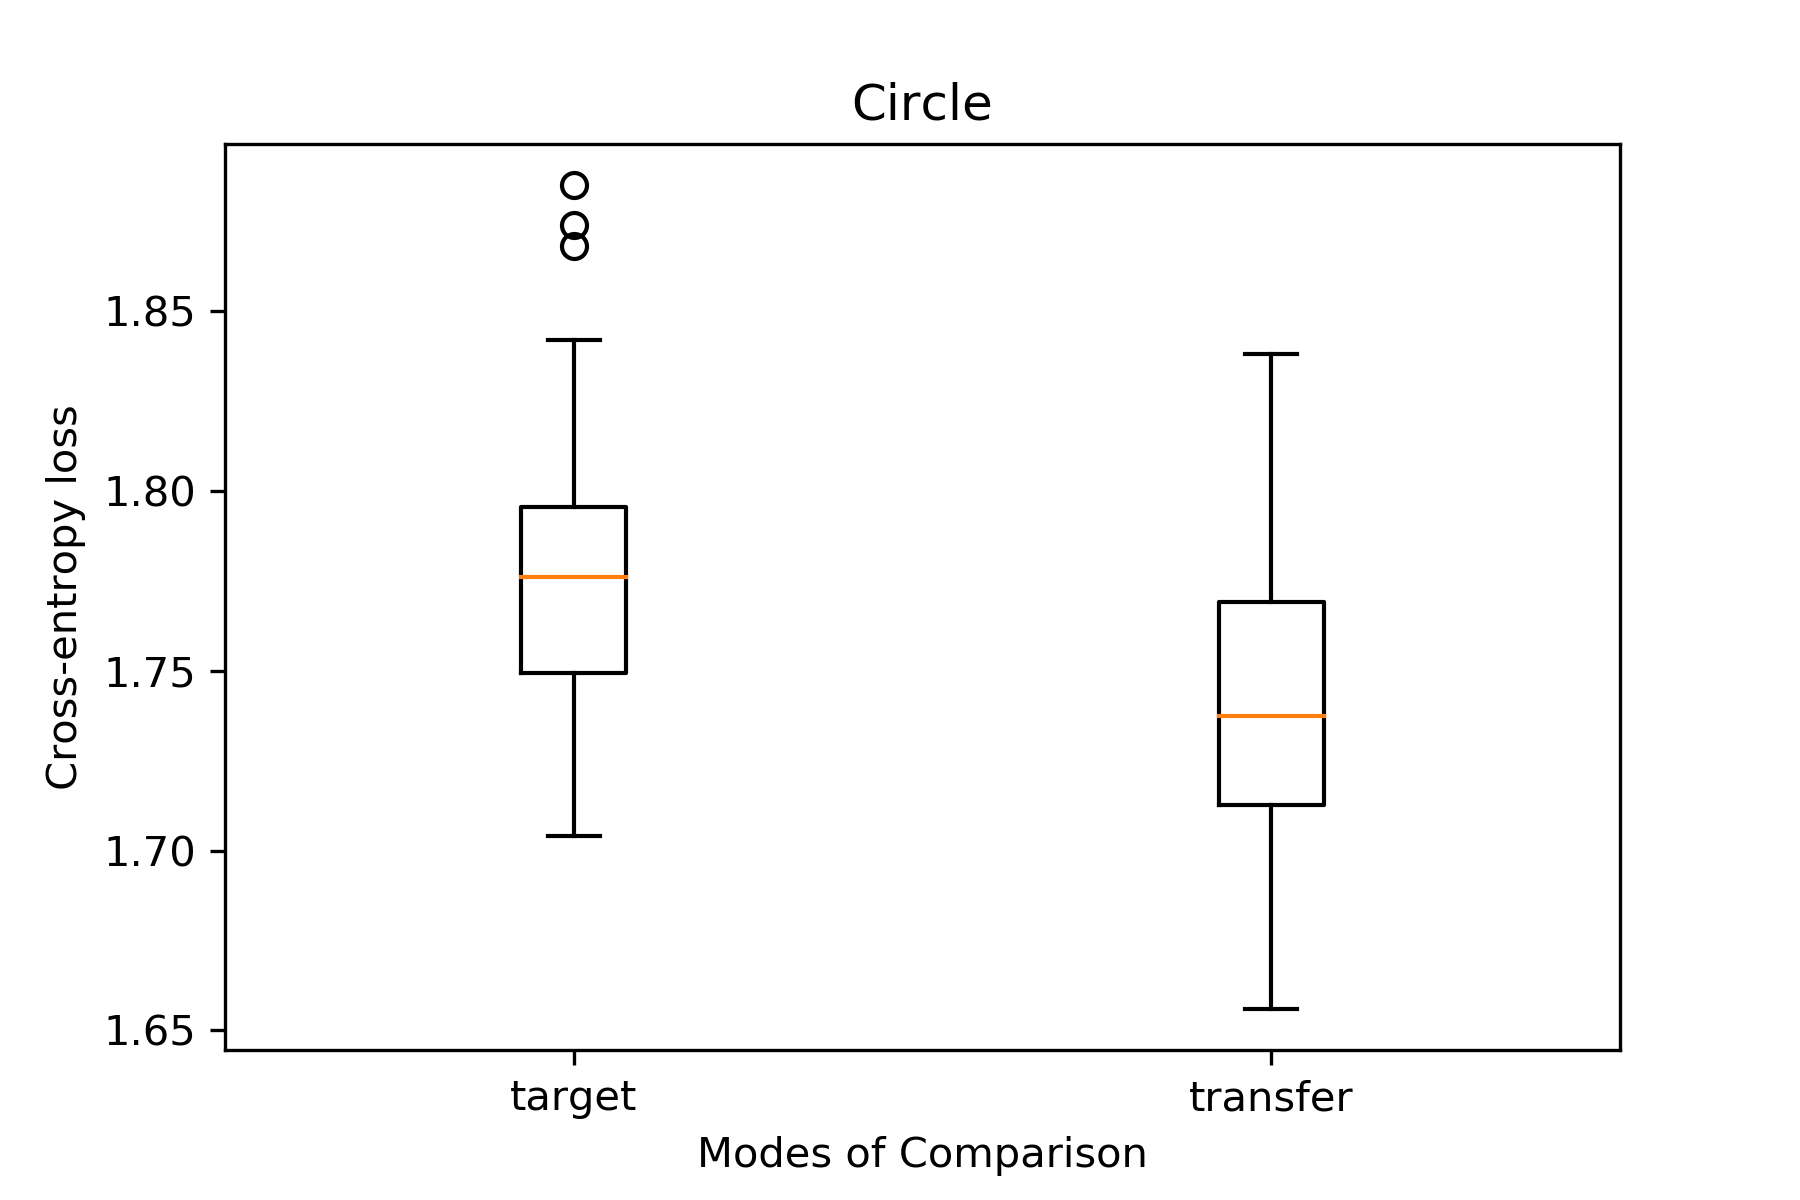 Circle
Cross-entropy loss
1.85
1.80
1.75
1.70
1.65
target
transfer
Modes of Comparison